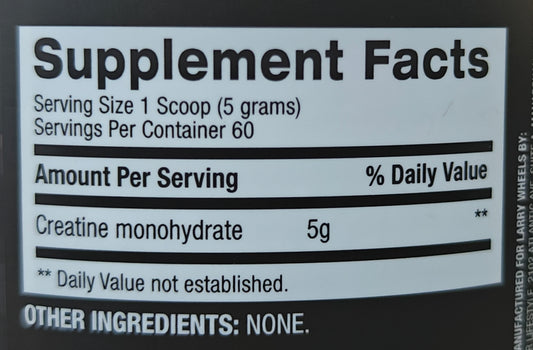 Supplement Facts
Serving Size 1 Scoop (5 grams)
Servings Per Container 60
Amount Per Serving % Daily Value
Creatine monohydrate 5g **
** Daily Value not established.
OTHER INGREDIENTS: NONE.
MANUFACTURED FOR LARRY WHEELS BY: